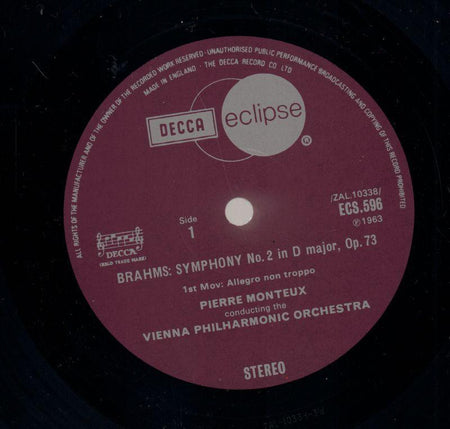 ALL RIGHTS OF THE MANUFACTURER AND OF THE OWNER OF THE RECORDED WORK RESERVED · UNAUTHORISED PUBLIC PERFORMANCE · BROADCASTING AND COPYING OF THIS RECORD PROHIBITED
MADE IN ENGLAND · THE DECCA RECORD CO LTD
DECCA eclipse
Side
1
/ZAL.10338/
ECS.596
℗1963
DECCA
(REGD TRADE MARK)
BRAHMS: SYMPHONY No.2 in D major, Op.73
1st Mov: Allegro non troppo
PIERRE MONTEUX
conducting the
VIENNA PHILHARMONIC ORCHESTRA
STEREO